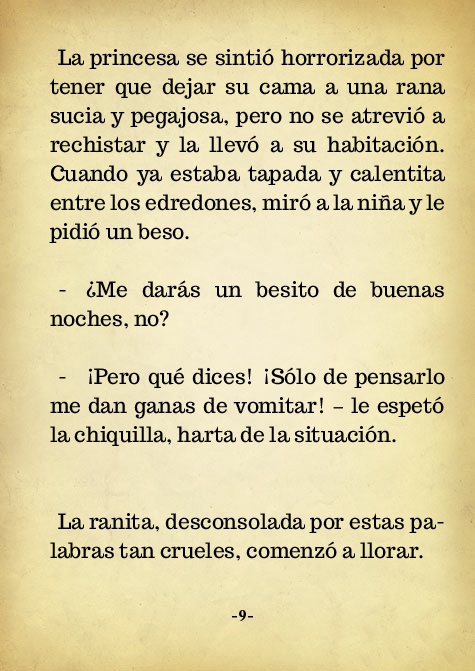 La princesa se sintió horrorizada por
tener que dejar su cama a una rana
sucia y pegajosa, pero no se atrevió a
rechistar y la llevó a su habitación.
Cuando ya estaba tapada y calentita
entre los edredones, miró a la niña y le
pidió un beso.
- ¿Me darás un besito de buenas
noches, no?
- ¡Pero qué dices! ¡Sólo de pensarlo
me dan ganas de vomitar! – le espetó
la chiquilla, harta de la situación.
La ranita, desconsolada por estas pa-
labras tan crueles, comenzó a llorar.
-9-